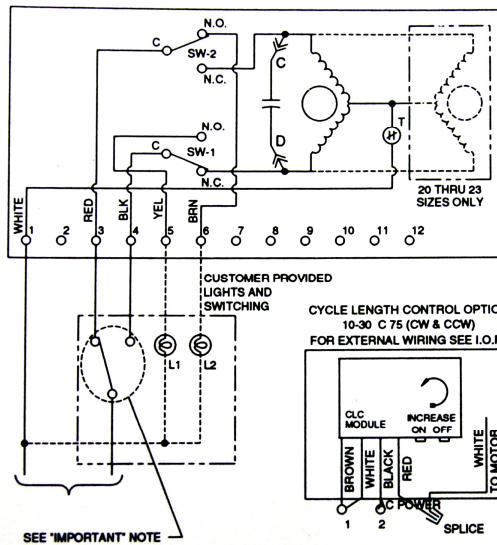 N.O.
C
SW-2
N.C.
C
N.O.
C
SW-1
D
T
N.C.
20 THRU 23
SIZES ONLY
WHITE
RED
BLK
YEL
BRN
1 2 3 4 5 6 7 8 9 10 11 12
CUSTOMER PROVIDED
LIGHTS AND
SWITCHING
L1 L2
CYCLE LENGTH CONTROL OPTIO
10-30 C 75 (CW & CCW)
FOR EXTERNAL WIRING SEE I.O.
CLC
MODULE
INCREASE
ON OFF
BROWN
WHITE
BLACK
RED
WHITE
TO MOTOR
C POWER
1 2
SPLICE
SEE "IMPORTANT" NOTE